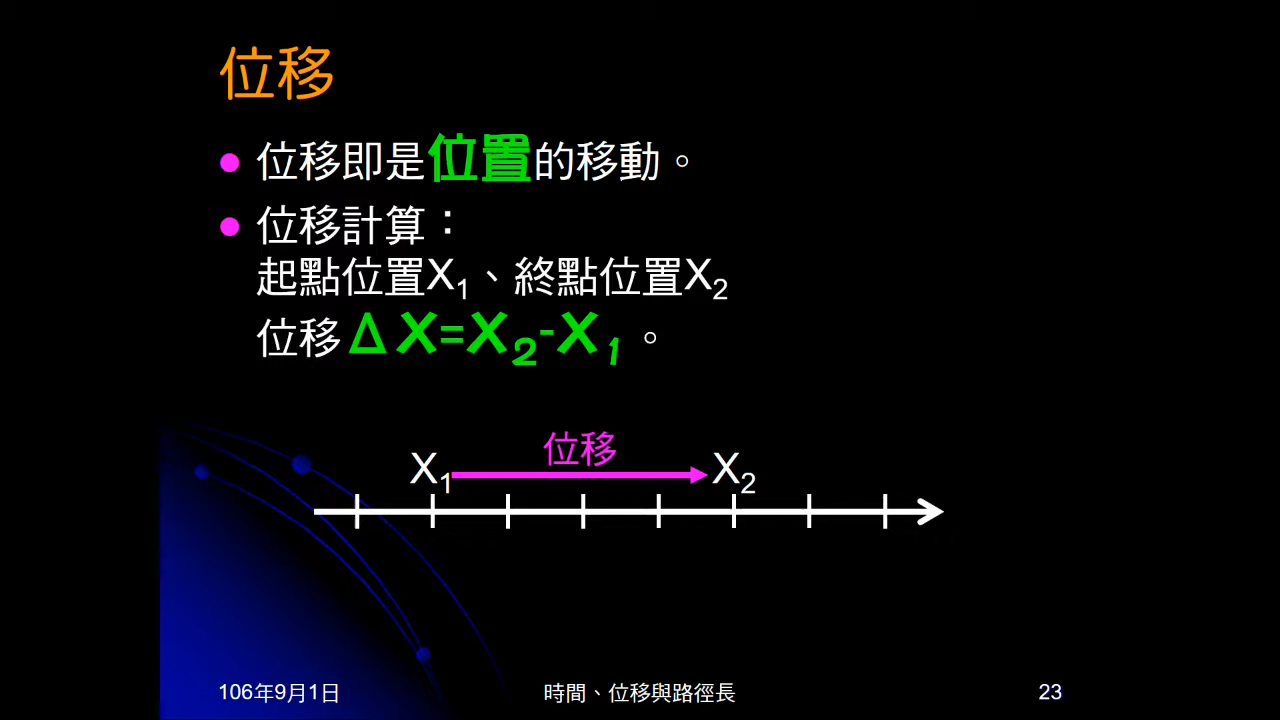 位移
位移即是位置的移動。
位移計算：
起點位置X₁、終點位置X₂
位移ΔX=X₂-X₁。
位移
X₁ X₂
106年9月1日 時間、位移與路徑長 23